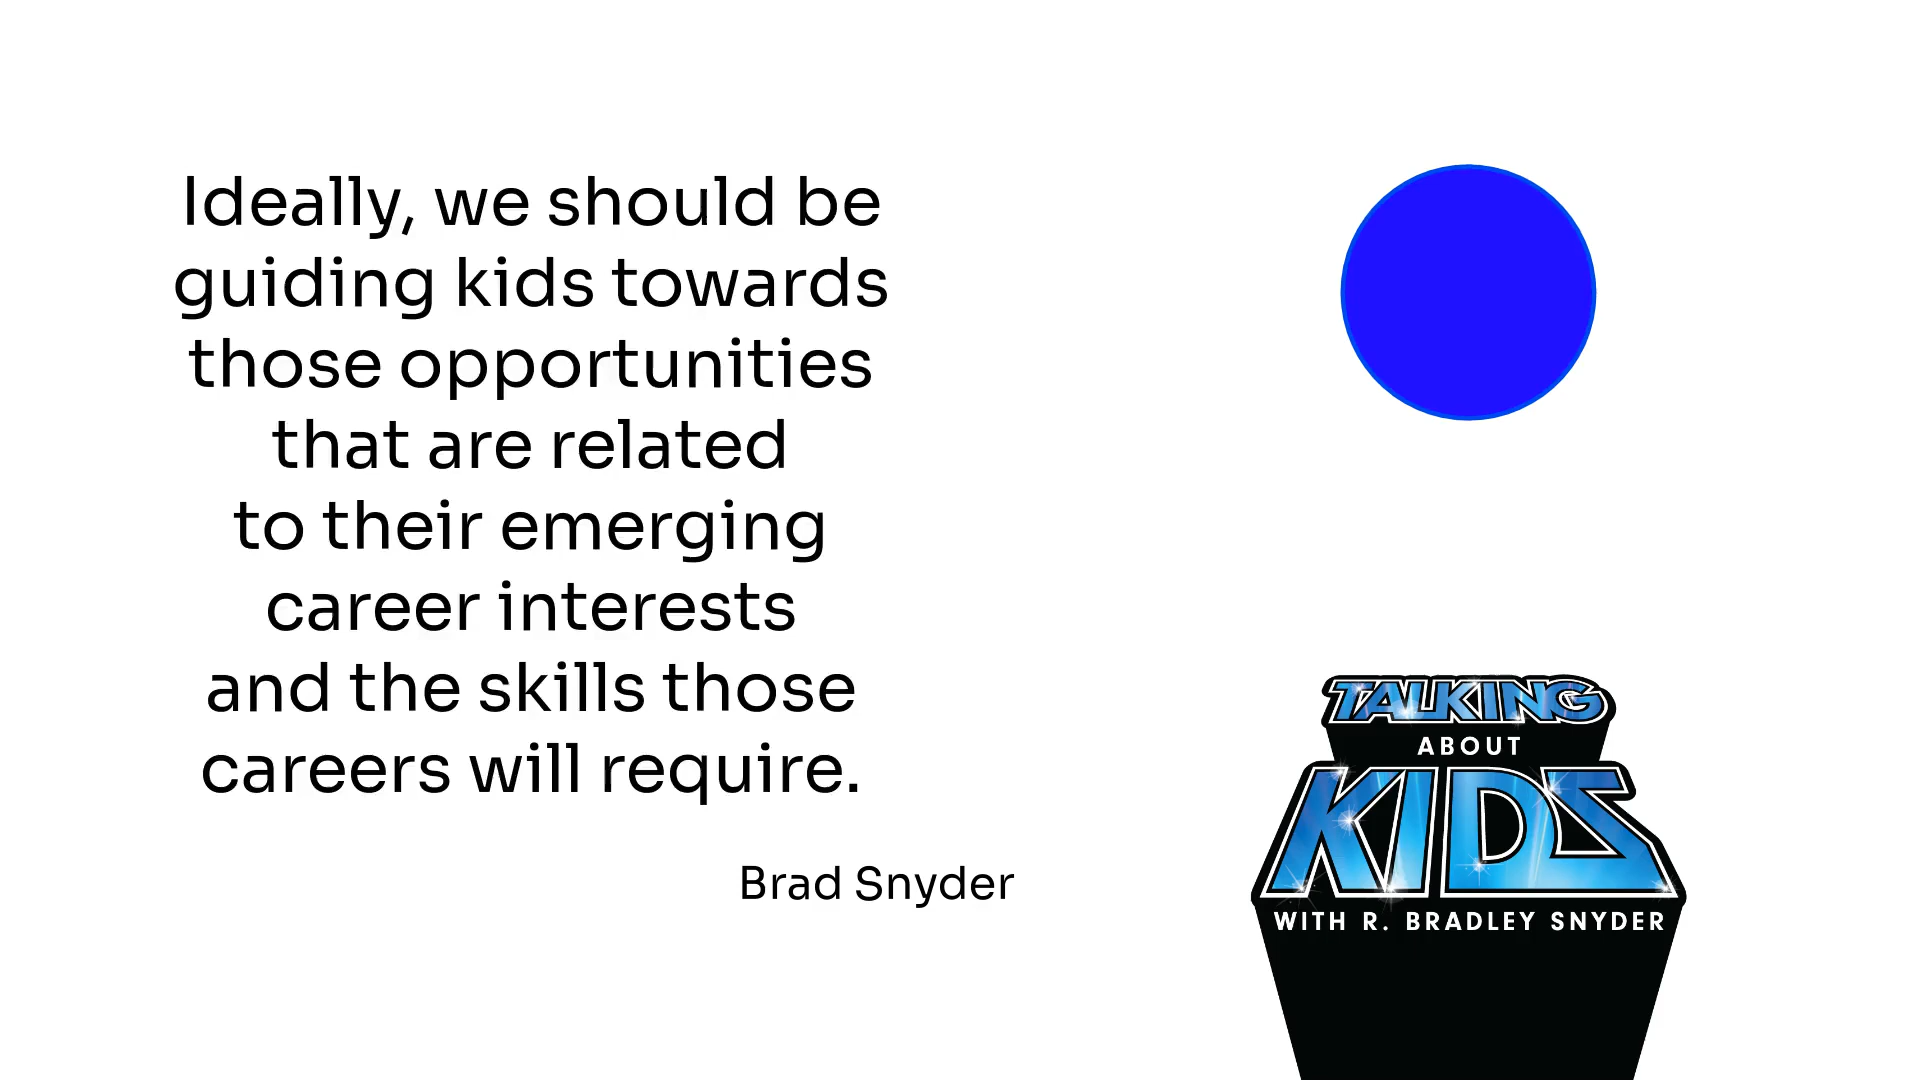 Ideally, we should be
guiding kids towards
those opportunities
that are related
to their emerging
career interests
and the skills those
careers will require.
Brad Snyder
TALKING
ABOUT
KIDS
WITH R. BRADLEY SNYDER